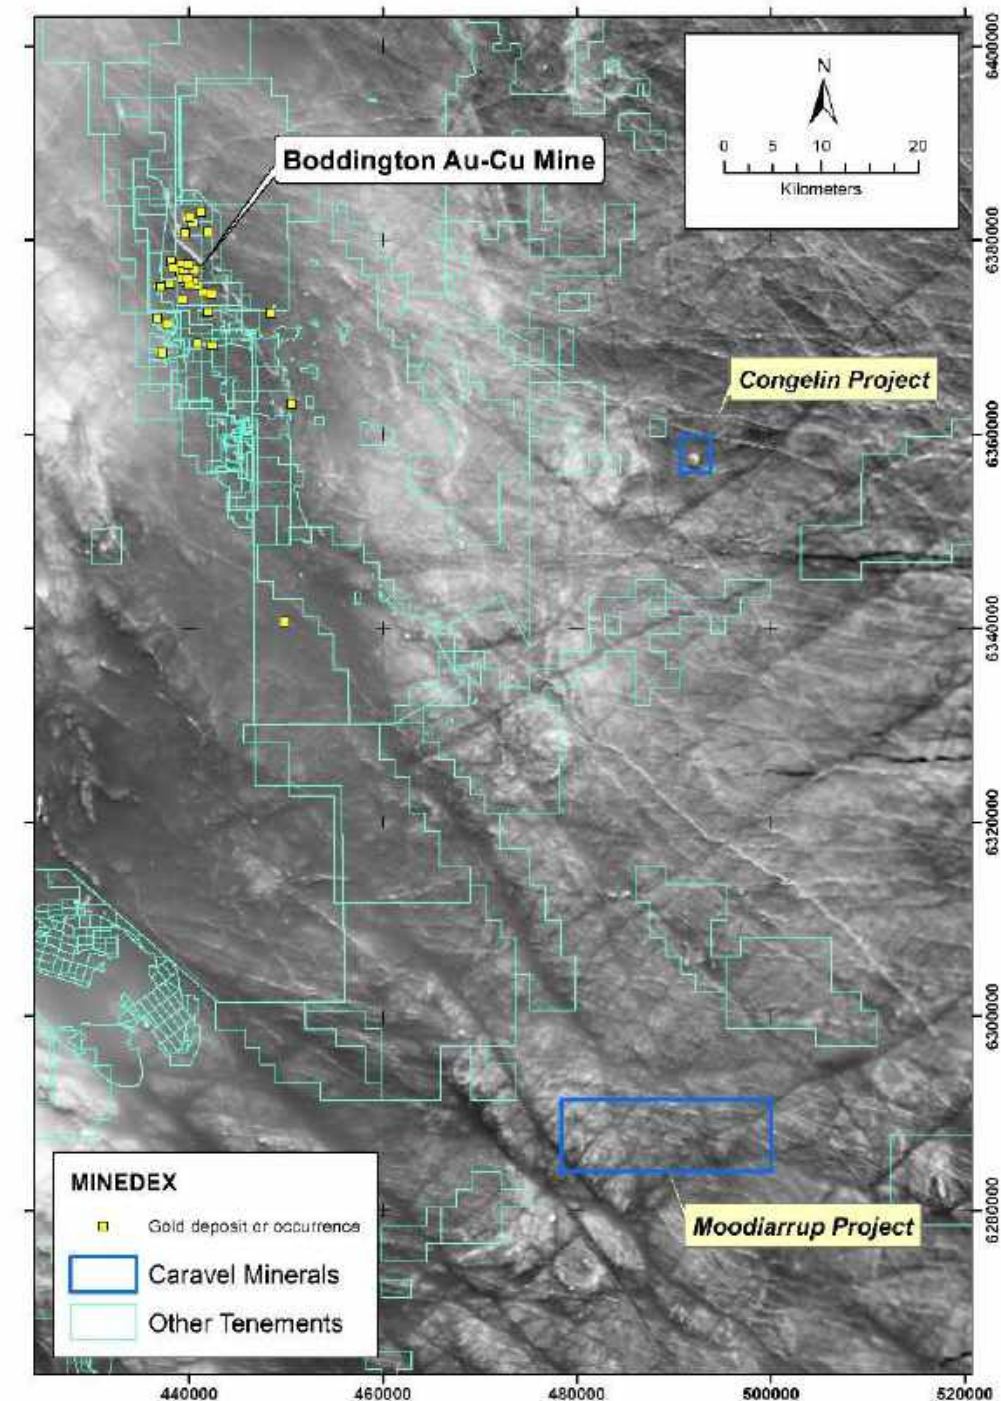 6400000
N
0 5 10 20
Kilometers
Boddington Au-Cu Mine
6380000
Congelin Project
6360000
6340000
6320000
6300000
MINEDEX
Gold deposit or occurrence
Caravel Minerals
Other Tenements
Moodiarrup Project
6280000
440000 460000 480000 500000 520000